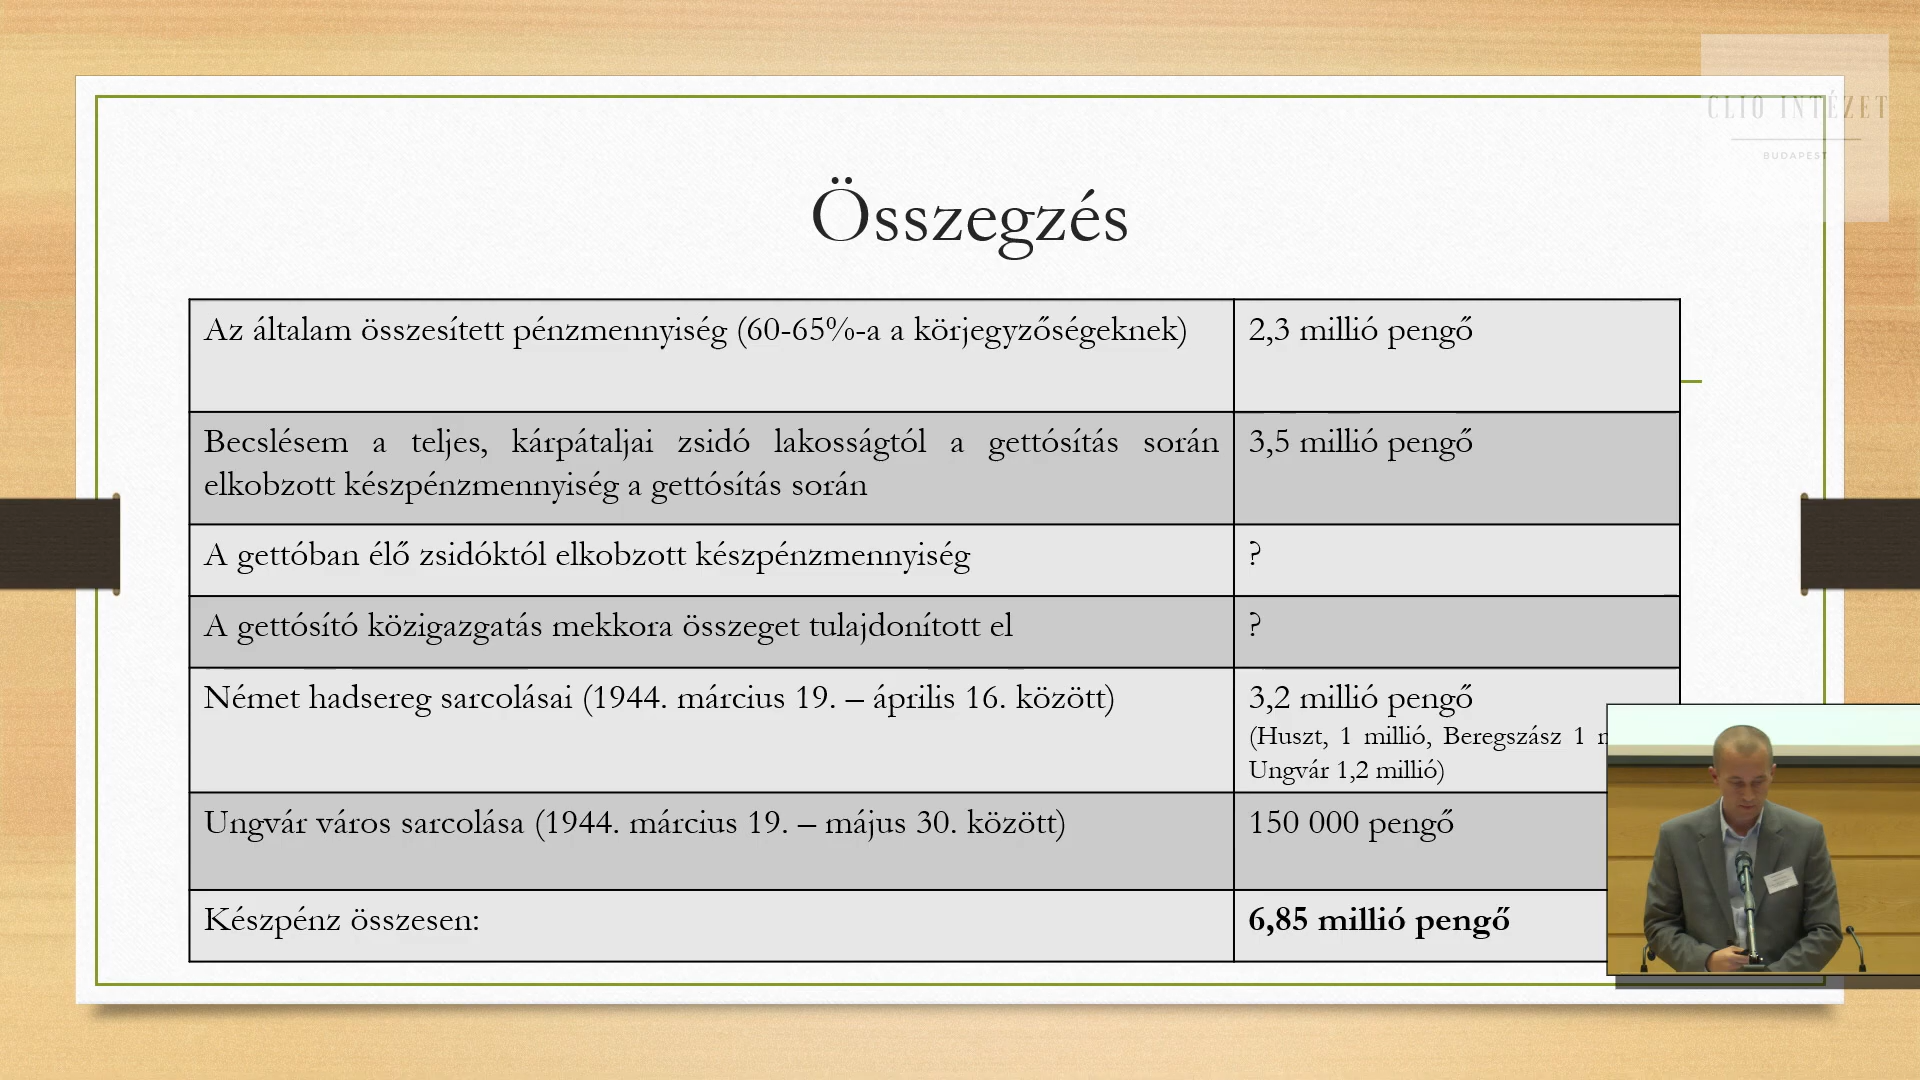 CLIO INTÉZET
BUDAPEST
Összegzés
Az általam összesített pénzmennyiség (60-65%-a a körjegyzőségeknek)
2,3 millió pengő
Becslésem a teljes, kárpátaljai zsidó lakosságtól a gettósítás során
elkobzott készpénzmennyiség a gettósítás során
3,5 millió pengő
A gettóban élő zsidóktól elkobzott készpénzmennyiség
?
A gettósító közigazgatás mekkora összeget tulajdonított el
?
Német hadsereg sarcolásai (1944. március 19. – április 16. között)
3,2 millió pengő
(Huszt, 1 millió, Beregszász 1
Ungvár 1,2 millió)
Ungvár város sarcolása (1944. március 19. – május 30. között)
150 000 pengő
Készpénz összesen:
6,85 millió pengő